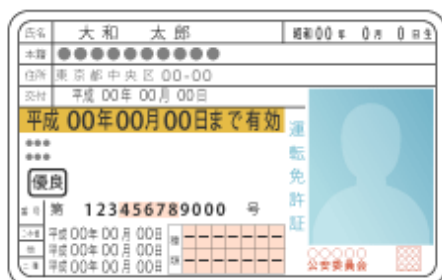 氏名 大和 太郎 昭和00年 0月 0日生
本籍 ●●●●●●●●●●
住所 東京都中央区 00-00
交付 平成 00年 00月 00日
平成 00年00月00日まで有効
●●●
●●●
優良
番号 第 123456789000 号
平成00年00月00日
平成00年00月00日
平成00年00月00日
種類
運転免許証
○○○○○
公安委員会